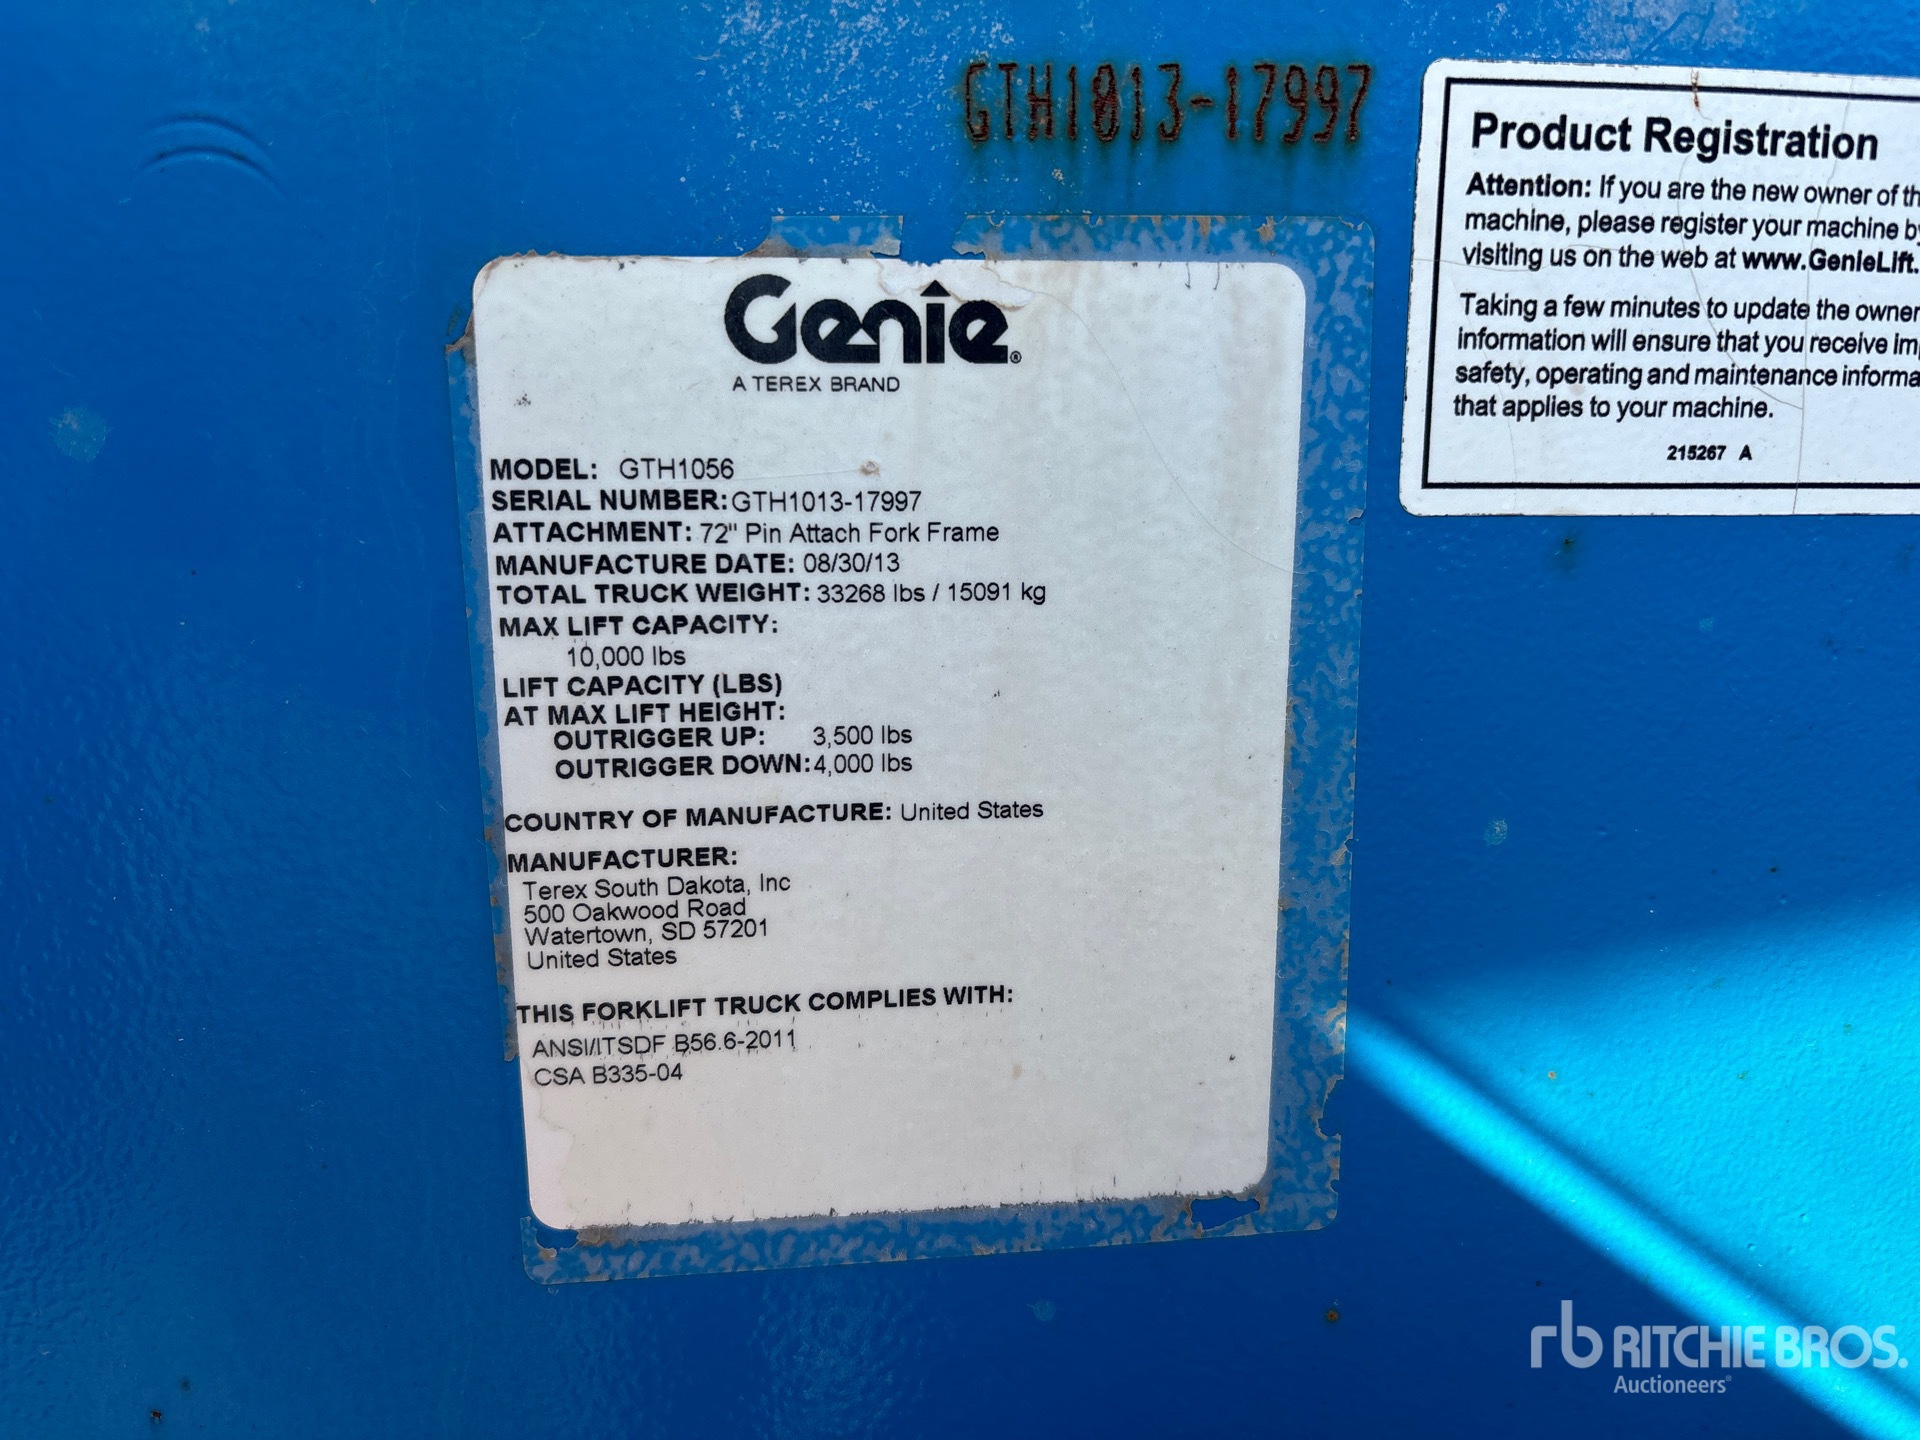 GTH1013-17997
Genie®
A TEREX BRAND
MODEL: GTH1056
SERIAL NUMBER: GTH1013-17997
ATTACHMENT: 72" Pin Attach Fork Frame
MANUFACTURE DATE: 08/30/13
TOTAL TRUCK WEIGHT: 33268 lbs / 15091 kg
MAX LIFT CAPACITY:
10,000 lbs
LIFT CAPACITY (LBS)
AT MAX LIFT HEIGHT:
OUTRIGGER UP: 3,500 lbs
OUTRIGGER DOWN: 4,000 lbs
COUNTRY OF MANUFACTURE: United States
MANUFACTURER:
Terex South Dakota, Inc
500 Oakwood Road
Watertown, SD 57201
United States
THIS FORKLIFT TRUCK COMPLIES WITH:
ANSI/ITSDF B56.6-2011
CSA B335-04
Product Registration
Attention: If you are the new owner of
machine, please register your machine
visiting us on the web at www.GenieLift.
Taking a few minutes to update the owner
information will ensure that you receive
safety, operating and maintenance
that applies to your machine.
215267 A
rb RITCHIE BROS.
Auctioneers®